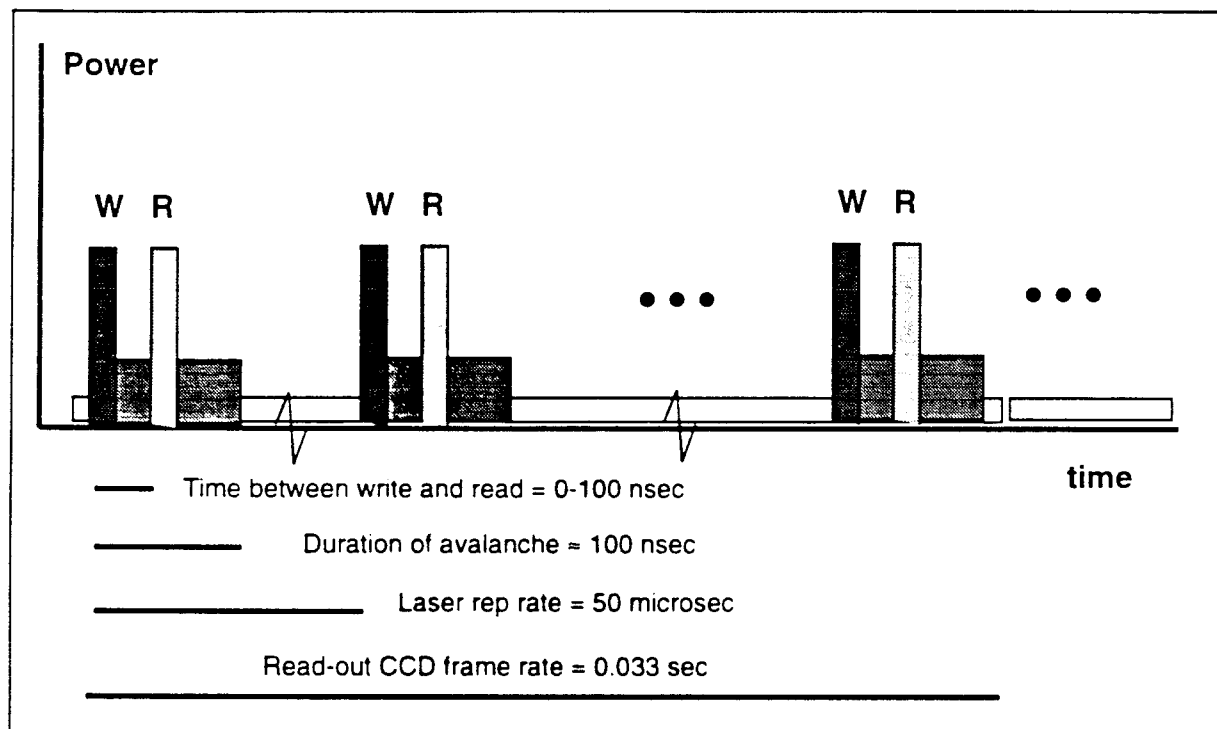 Power
W R W R W R
time
Time between write and read = 0-100 nsec
Duration of avalanche = 100 nsec
Laser rep rate = 50 microsec
Read-out CCD frame rate = 0.033 sec